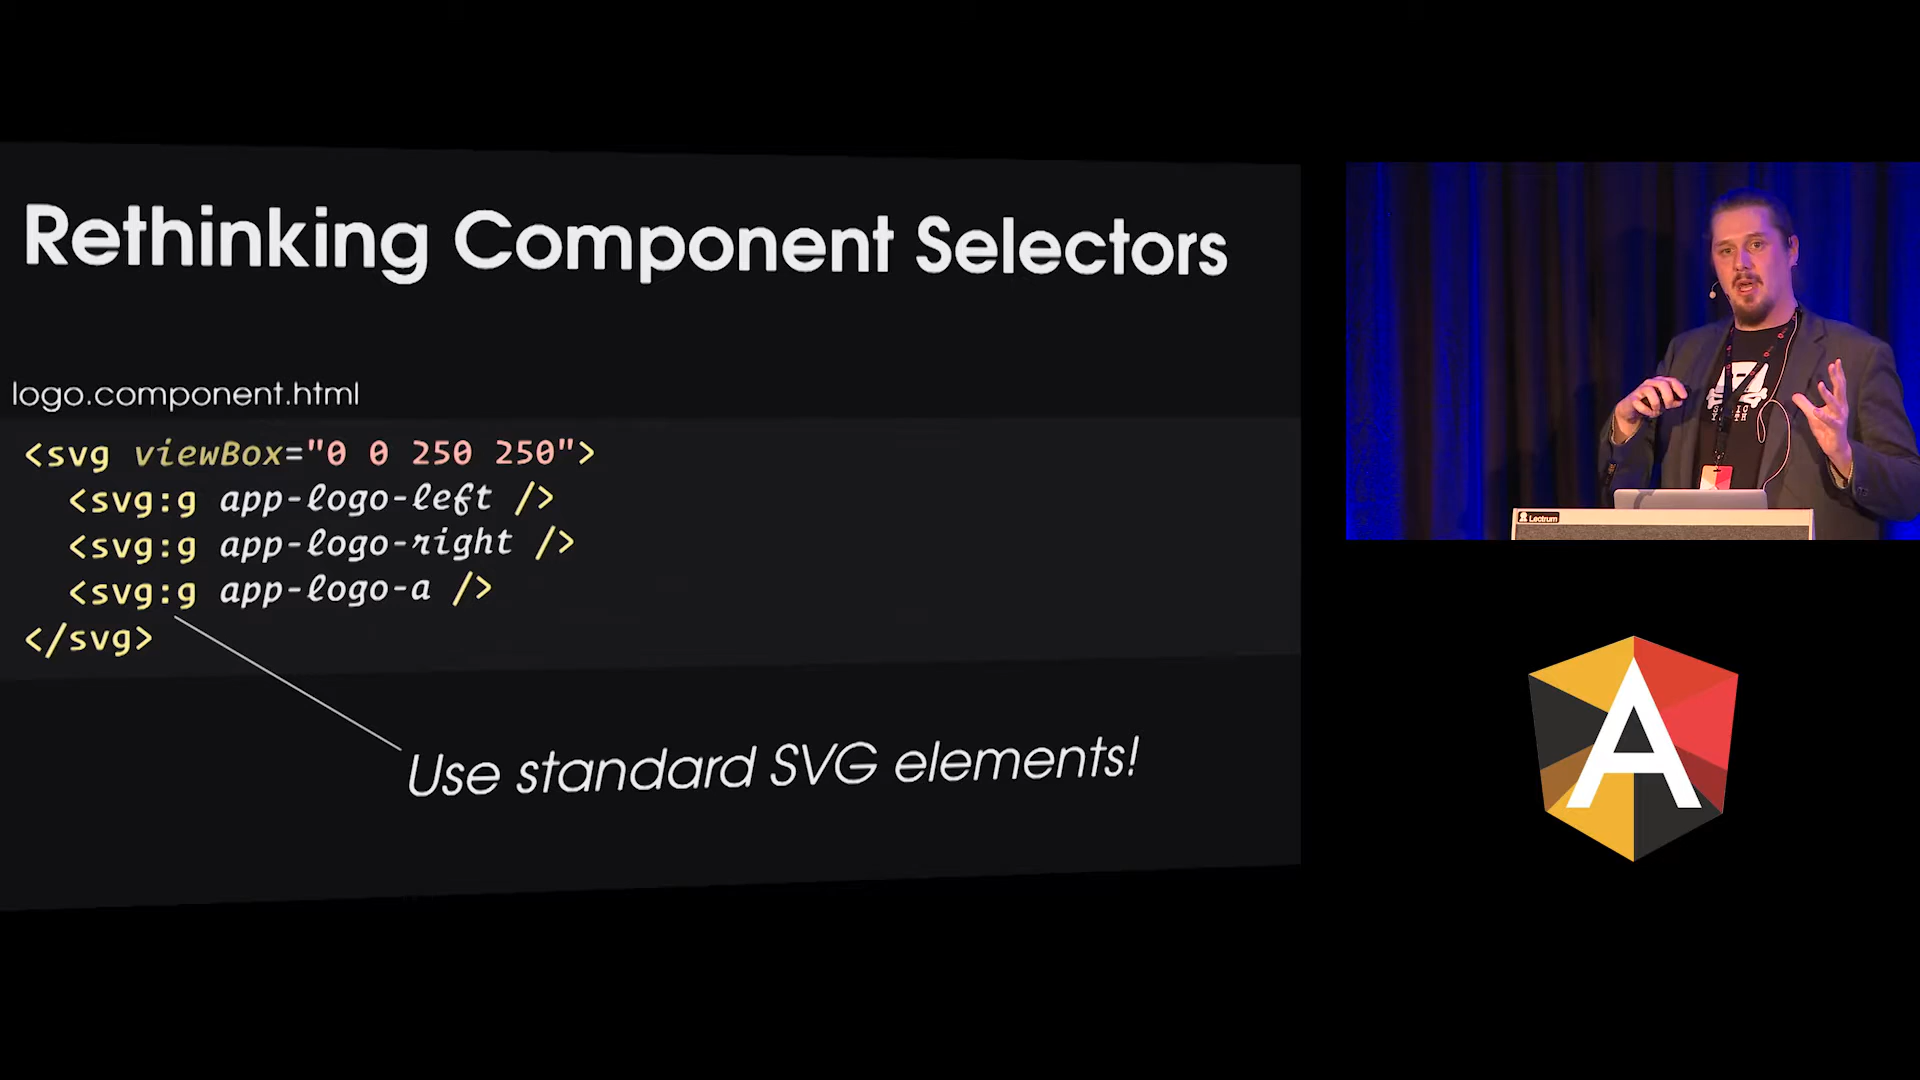 Rethinking Component Selectors
logo.component.html
<svg viewBox="0 0 250 250">
<svg:g app-logo-left />
<svg:g app-logo-right />
<svg:g app-logo-a />
</svg>
Use standard SVG elements!
Lectrum
A